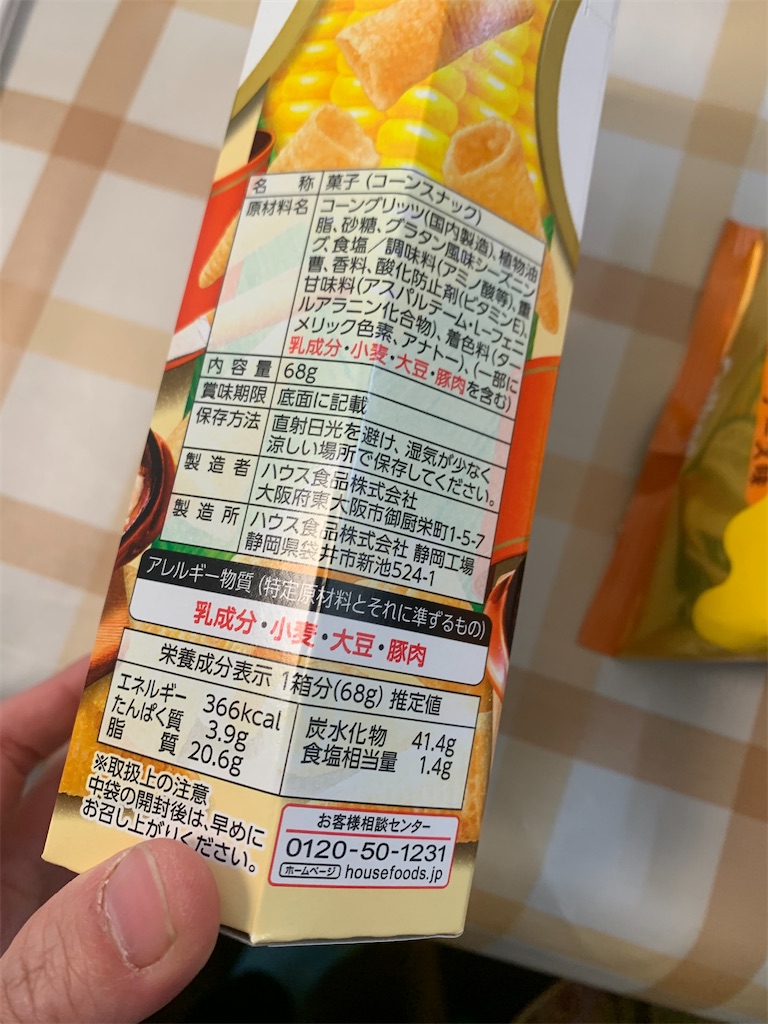 名 称 菓子(コーンスナック)
原材料名 コーングリッツ(国内製造)、植物油
脂、砂糖、グラタン風味シーズニン
グ、食塩/調味料(アミノ酸等)、重
曹、香料、酸化防止剤(ビタミンE)、
甘味料(アスパルテーム・L-フェニ
ルアラニン化合物)、着色料(ター
メリック色素、アナトー)、(一部に
乳成分・小麦・大豆・豚肉を含む)
内容量 68g
賞味期限 底面に記載
保存方法 直射日光を避け、湿気が少なく
涼しい場所で保存してください。
製造者 ハウス食品株式会社
大阪府東大阪市御厨栄町1-5-7
製造所 ハウス食品株式会社 静岡工場
静岡県袋井市新池524-1
アレルギー物質(特定原材料とそれに準ずるもの)
乳成分・小麦・大豆・豚肉
栄養成分表示 1箱分(68g) 推定値
エネルギー 366kcal
たんぱく質 3.9g
脂 質 20.6g
炭水化物 41.4g
食塩相当量 1.4g
※取扱上の注意
中袋の開封後は、早めに
お召し上がりください。
お客様相談センター
0120-50-1231
ホームページ housefoods.jp